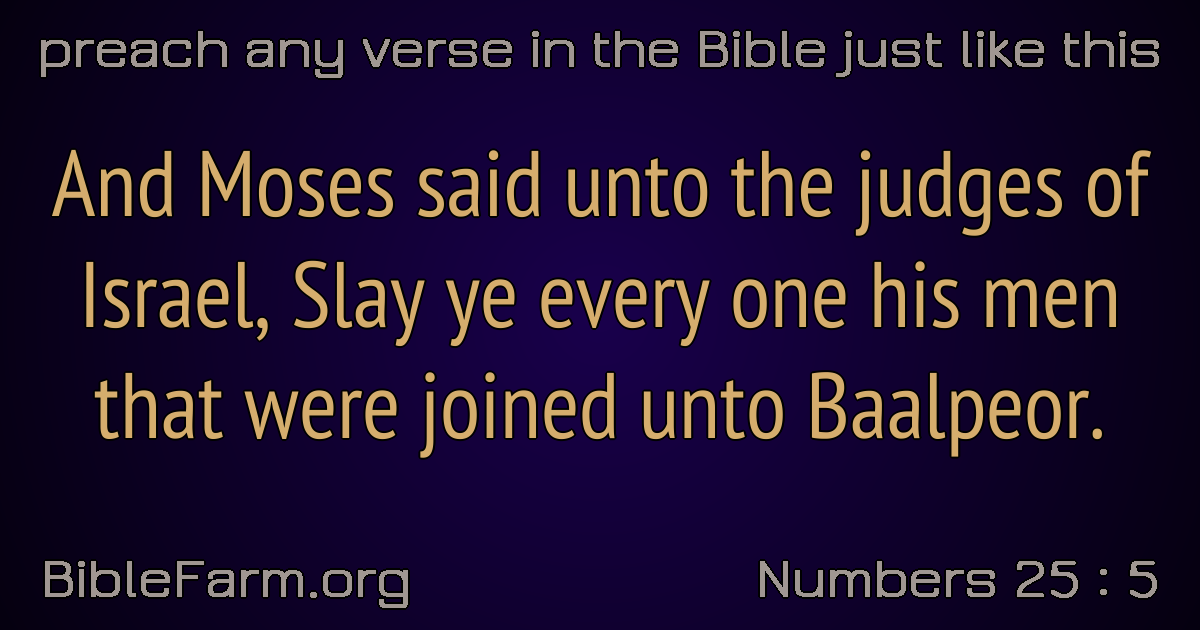 preach any verse in the Bible just like this
And Moses said unto the judges of
Israel, Slay ye every one his men
that were joined unto Baalpeor.
BibleFarm.org
Numbers 25 : 5